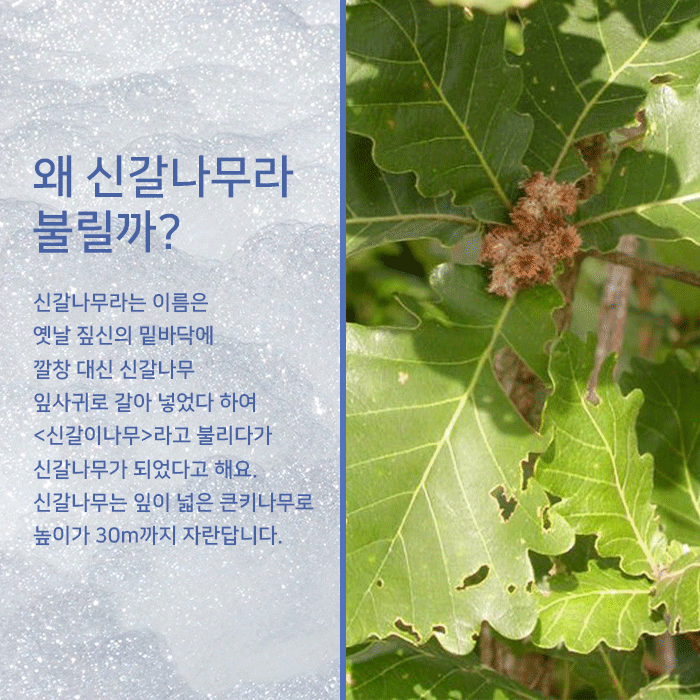 왜 신갈나무라
불릴까?
신갈나무라는 이름은
옛날 짚신의 밑바닥에
깔창 대신 신갈나무
잎사귀로 갈아 넣었다 하여
<신갈이나무>라고 불리다가
신갈나무가 되었다고 해요.
신갈나무는 잎이 넓은 큰키나무로
높이가 30m까지 자란답니다.